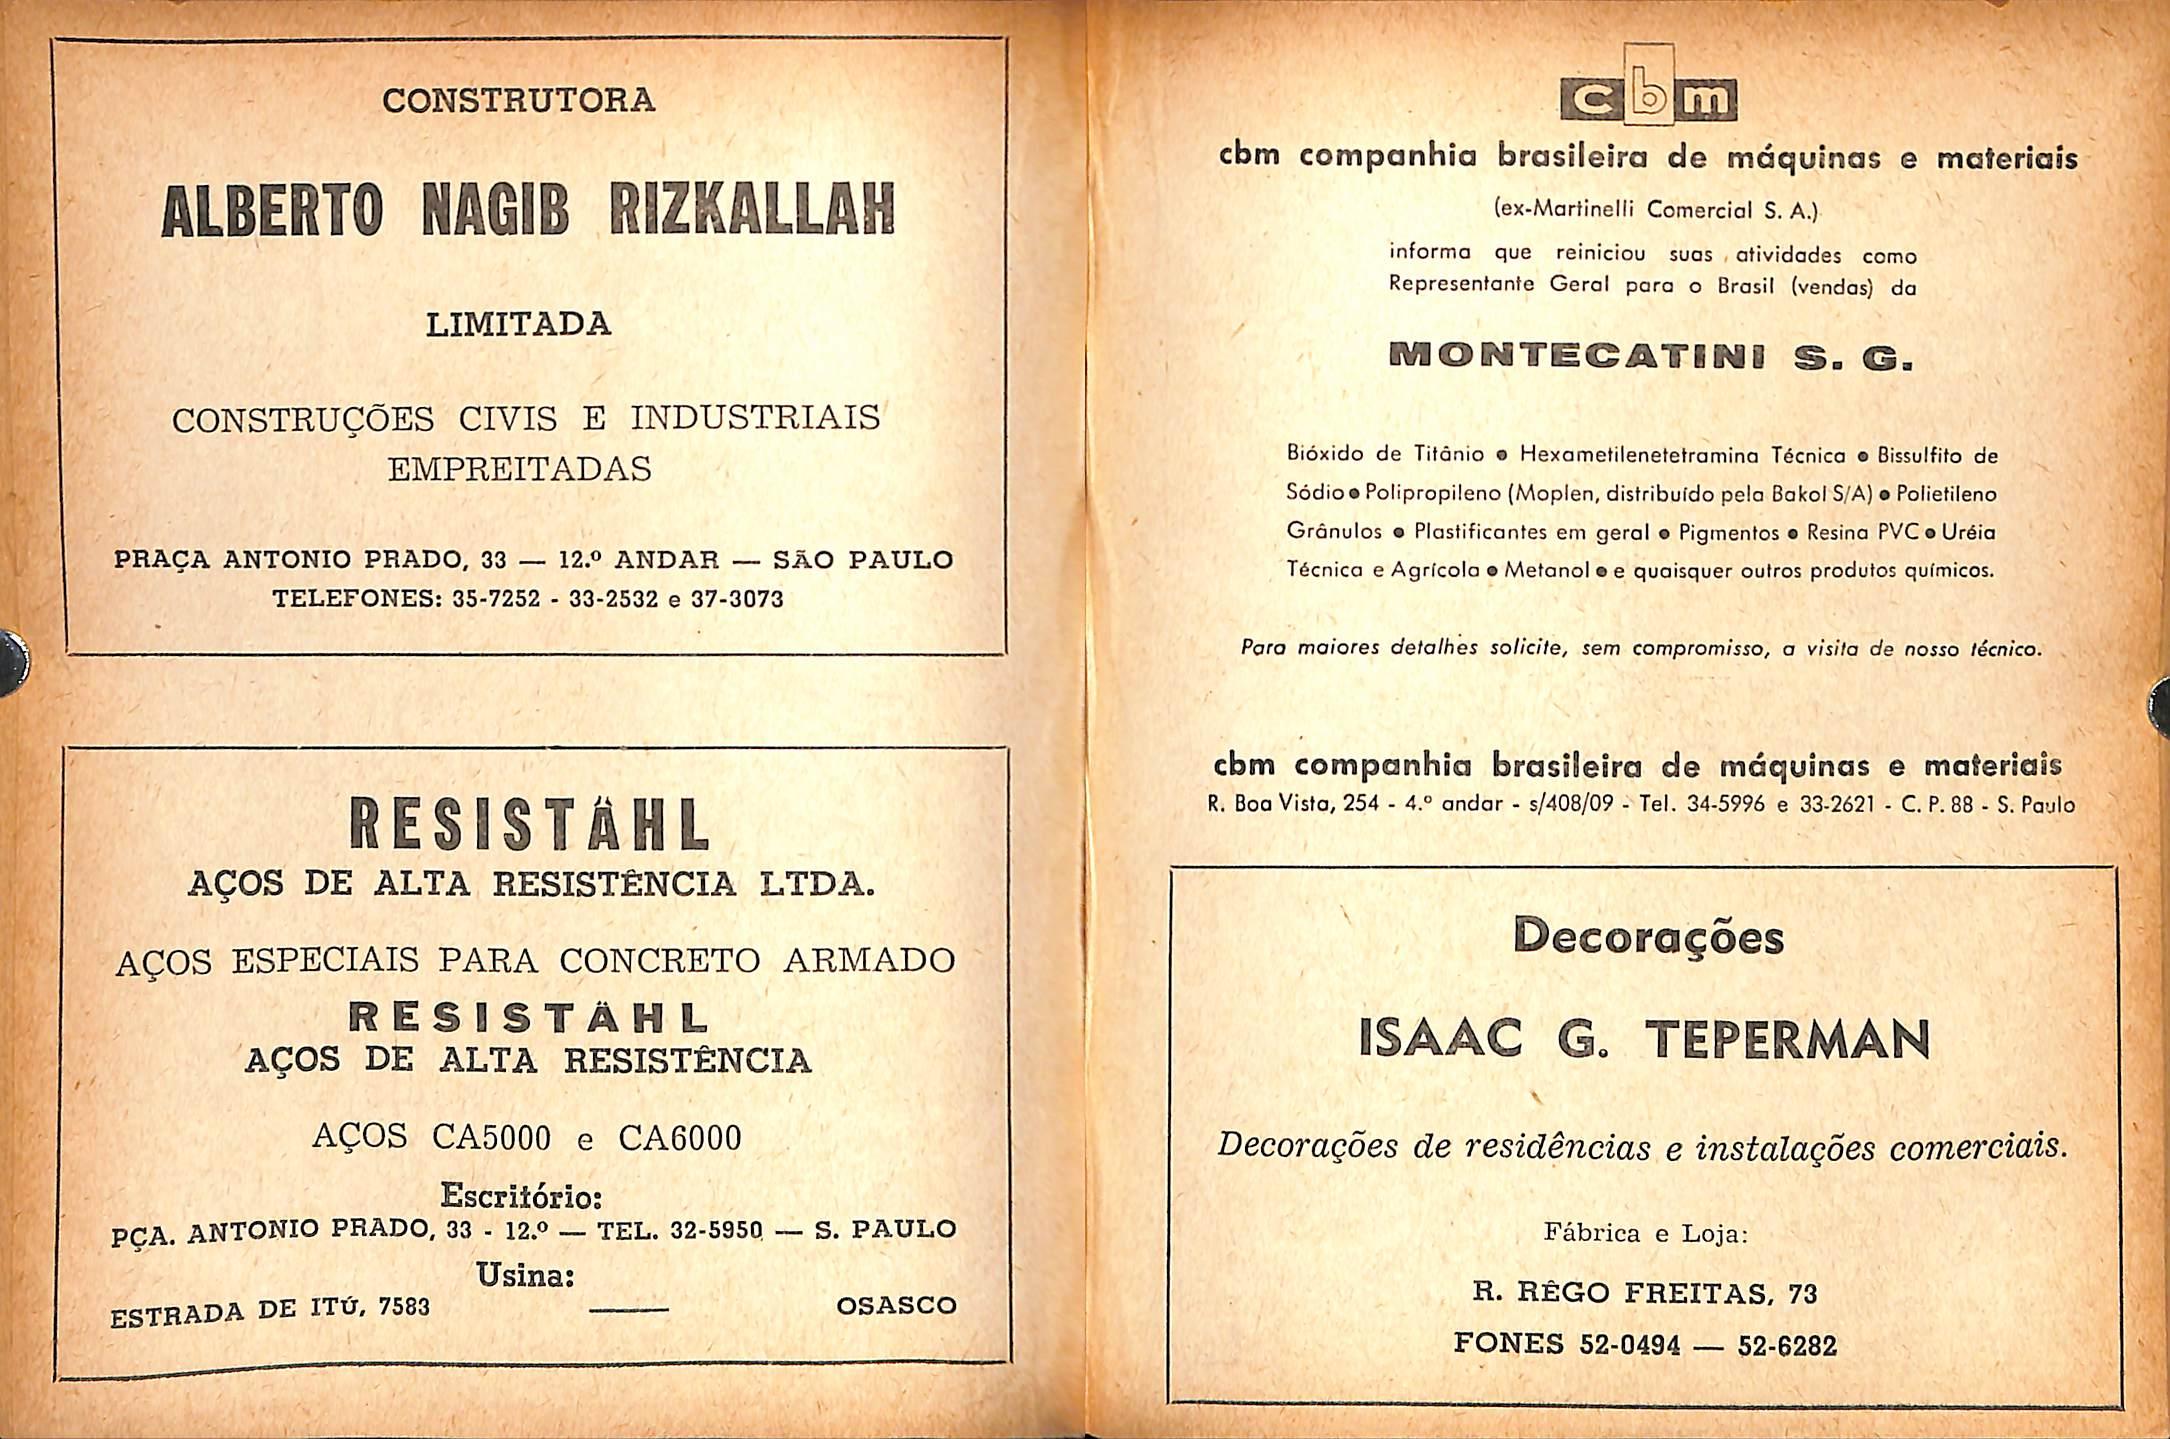 CONSTRUTORA
ALBERTO NAGIB RIZKALLAH
LIMITADA
CONSTRUÇÕES CIVIS E INDUSTRIAIS
EMPREITADAS
PRAÇA ANTONIO PRADO, 33 — 12.º ANDAR — SÃO PAULO
TELEFONES: 35-7252 - 33-2532 e 37-3073
RESISTÄHL
AÇOS DE ALTA RESISTÊNCIA LTDA.
AÇOS ESPECIAIS PARA CONCRETO ARMADO
RESISTÄHL
AÇOS DE ALTA RESISTÊNCIA
AÇOS CA5000 e CA6000
Escritório:
PÇA. ANTONIO PRADO, 33 - 12.º — TEL. 32-5950 — S. PAULO
Usina:
ESTRADA DE ITÚ, 7583 — OSASCO
cbm
cbm companhia brasileira de máquinas e materiais
(ex-Martinelli Comercial S. A.)
informa que reiniciou suas atividades como
Representante Geral para o Brasil (vendas) da
MONTECATINI S. G.
Bióxido de Titânio • Hexametilenetetramina Técnica • Bissulfito de
Sódio • Polipropileno (Moplen, distribuído pela Bakol S/A) • Polietileno
Grânulos • Plastificantes em geral • Pigmentos • Resina PVC • Uréia
Técnica e Agrícola • Metanol • e quaisquer outros produtos químicos.
Para maiores detalhes solicite, sem compromisso, a visita de nosso técnico.
cbm companhia brasileira de máquinas e materiais
R. Boa Vista, 254 - 4.º andar - s/408/09 - Tel. 34-5996 e 33-2621 - C. P. 88 - S. Paulo
Decorações
ISAAC G. TEPERMAN
Decorações de residências e instalações comerciais.
Fábrica e Loja:
R. RÊGO FREITAS, 73
FONES 52-0494 — 52-6282